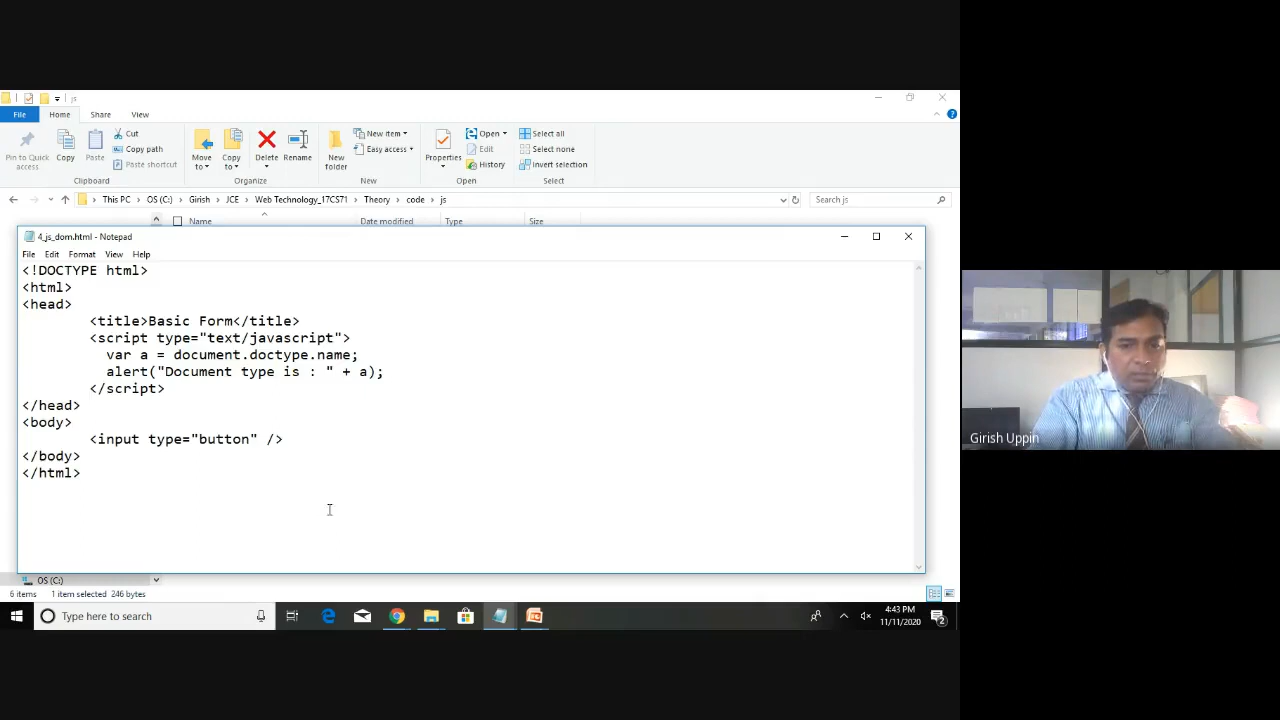 js
File
Home
Share
View
Pin to Quick access
Copy
Paste
Cut
Copy path
Paste shortcut
Clipboard
Move to
Copy to
Delete
Rename
Organize
New folder
New item
Easy access
New
Properties
Open
Edit
History
Open
Select all
Select none
Invert selection
Select
This PC
OS (C:)
Girish
JCE
Web Technology_17CS71
Theory
code
js
Search js
Name
Date modified
Type
Size
4_js_dom.html - Notepad
File
Edit
Format
View
Help
<!DOCTYPE html>
<html>
<head>
<title>Basic Form</title>
<script type="text/javascript">
var a = document.doctype.name;
alert("Document type is : " + a);
</script>
</head>
<body>
<input type="button" />
</body>
</html>
Girish Uppin
OS (C:)
6 items
1 item selected 246 bytes
Type here to search
4:43 PM
11/11/2020
2